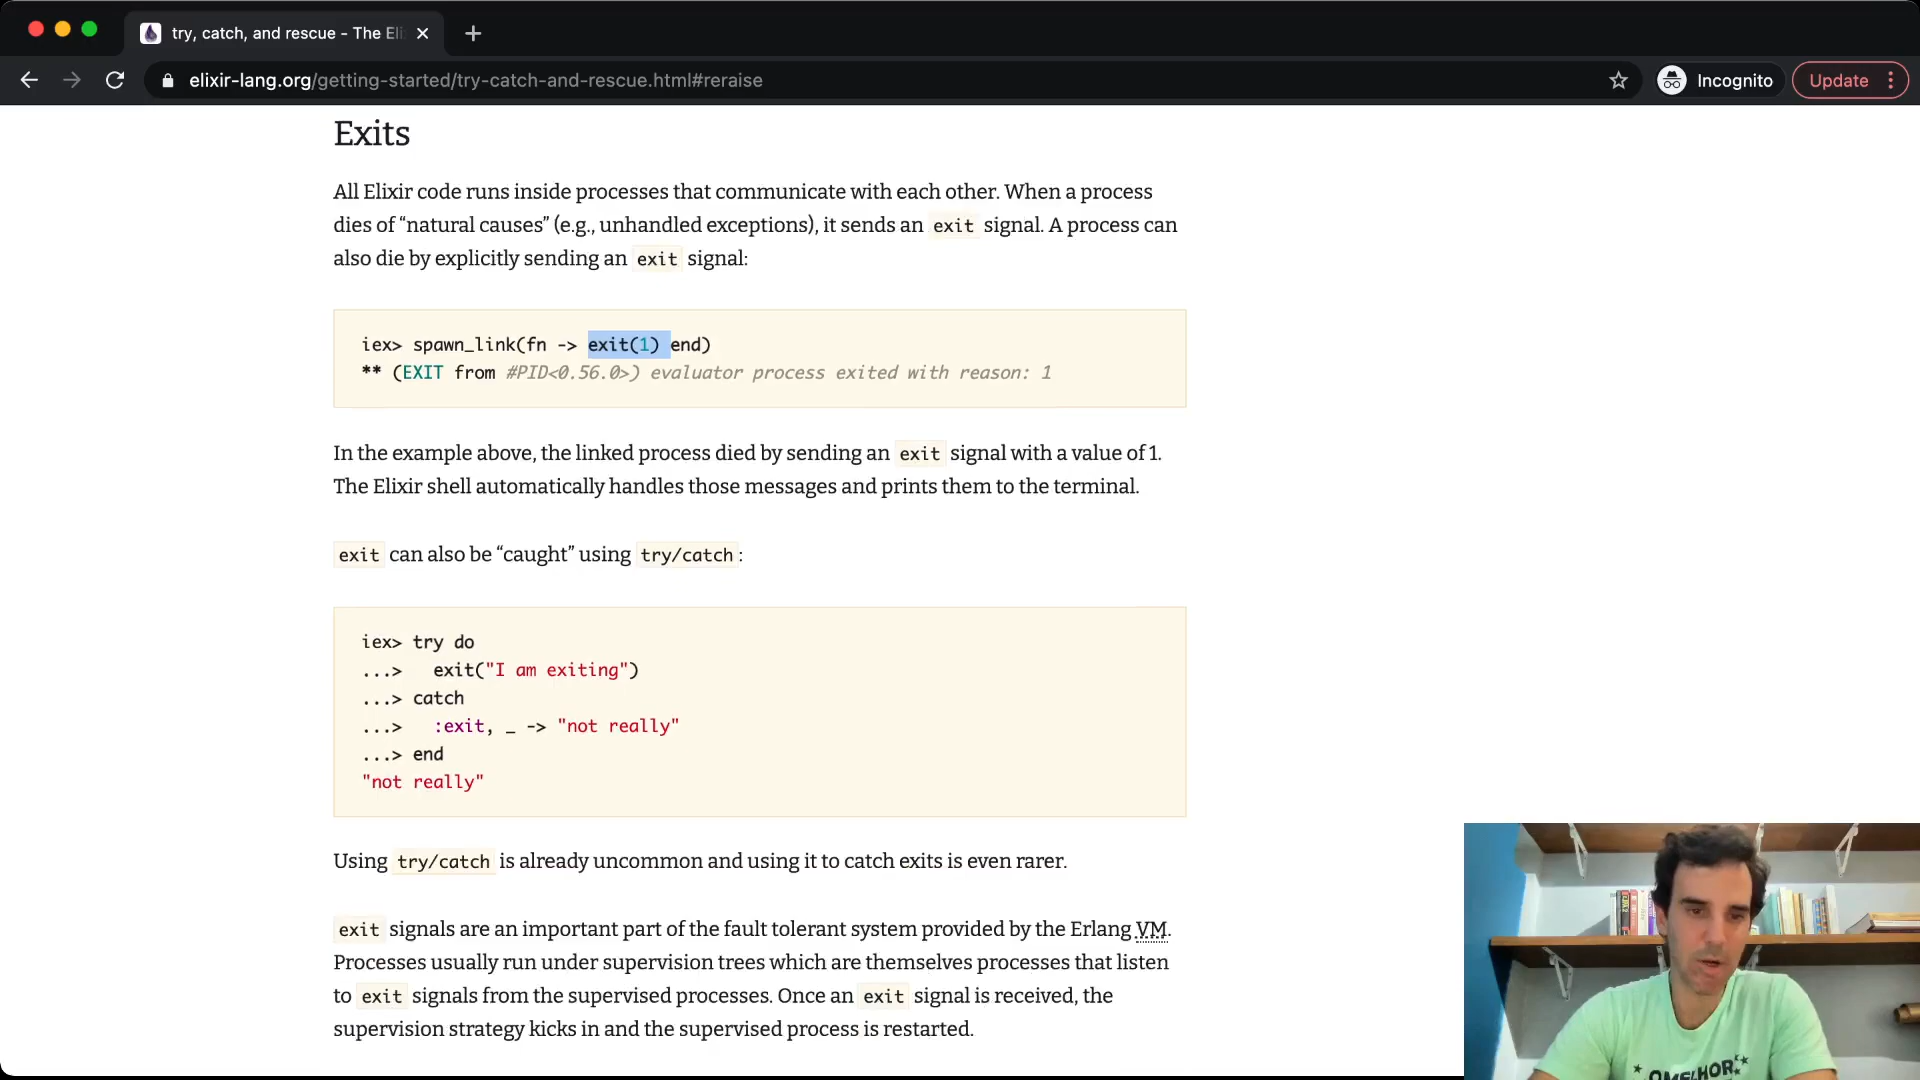 try, catch, and rescue - The Eli
elixir-lang.org/getting-started/try-catch-and-rescue.html#reraise
Incognito
Update
Exits
All Elixir code runs inside processes that communicate with each other. When a process
dies of “natural causes” (e.g., unhandled exceptions), it sends an exit signal. A process can
also die by explicitly sending an exit signal:
iex> spawn_link(fn -> exit(1) end)
** (EXIT from #PID<0.56.0>) evaluator process exited with reason: 1
In the example above, the linked process died by sending an exit signal with a value of 1.
The Elixir shell automatically handles those messages and prints them to the terminal.
exit can also be “caught” using try/catch:
iex> try do
...>   exit("I am exiting")
...> catch
...>   :exit, _ -> "not really"
...> end
"not really"
Using try/catch is already uncommon and using it to catch exits is even rarer.
exit signals are an important part of the fault tolerant system provided by the Erlang VM.
Processes usually run under supervision trees which are themselves processes that listen
to exit signals from the supervised processes. Once an exit signal is received, the
supervision strategy kicks in and the supervised process is restarted.